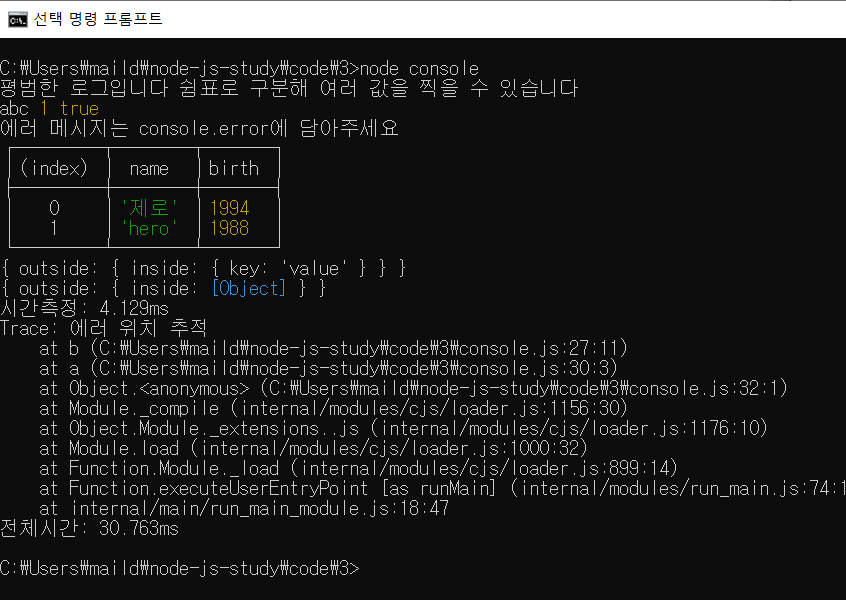 선택 명령 프롬프트
C:₩Users₩maild₩node-js-study₩code₩3>node console
평범한 로그입니다 쉼표로 구분해 여러 값을 찍을 수 있습니다
abc 1 true
에러 메시지는 console.error에 담아주세요
(index) name birth
0 '제로' 1994
1 'hero' 1988
{ outside: { inside: { key: 'value' } } }
{ outside: { inside: [Object] } }
시간측정: 4.129ms
Trace: 에러 위치 추적
at b (C:₩Users₩maild₩node-js-study₩code₩3₩console.js:27:11)
at a (C:₩Users₩maild₩node-js-study₩code₩3₩console.js:30:3)
at Object.<anonymous> (C:₩Users₩maild₩node-js-study₩code₩3₩console.js:32:1)
at Module._compile (internal/modules/cjs/loader.js:1156:30)
at Object.Module._extensions..js (internal/modules/cjs/loader.js:1176:10)
at Module.load (internal/modules/cjs/loader.js:1000:32)
at Function.Module._load (internal/modules/cjs/loader.js:899:14)
at Function.executeUserEntryPoint [as runMain] (internal/modules/run_main.js:74:1
at internal/main/run_main_module.js:18:47
전체시간: 30.763ms
C:₩Users₩maild₩node-js-study₩code₩3>